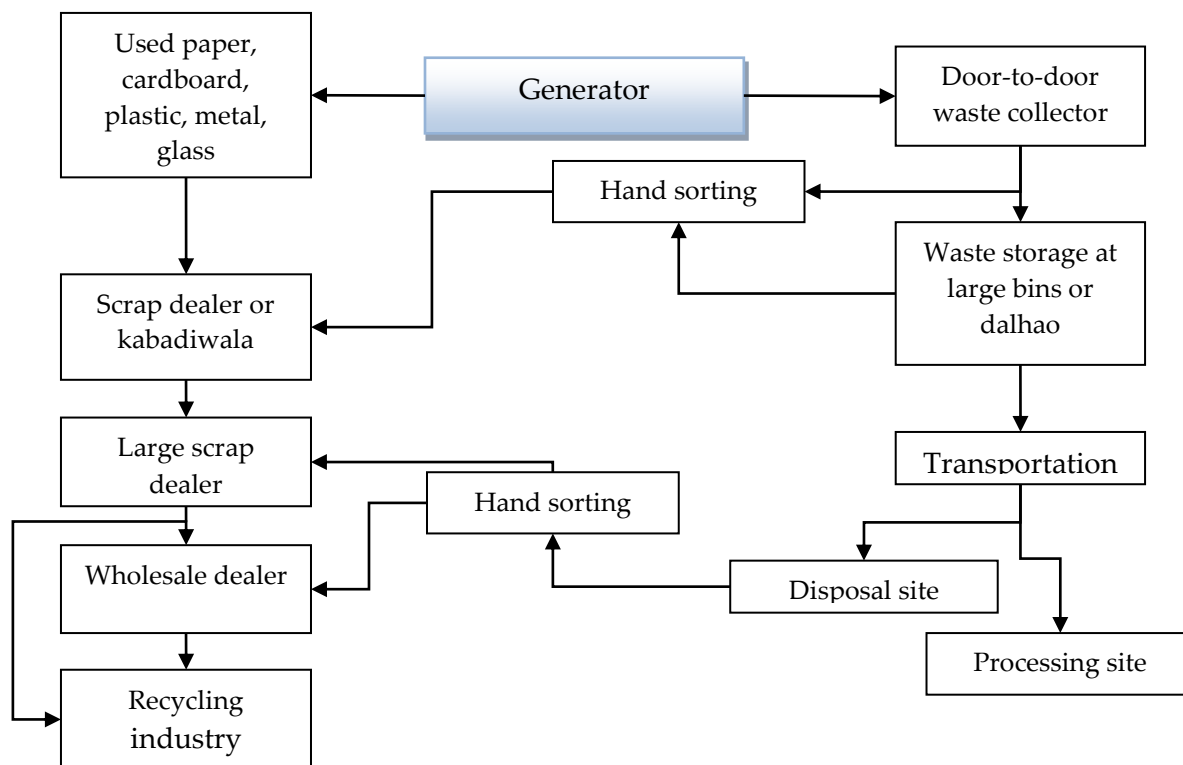 Used paper,
cardboard,
plastic, metal,
glass
Generator
Door-to-door
waste collector
Hand sorting
Waste storage at
large bins or
dalhao
Scrap dealer or
kabadiwala
Large scrap
dealer
Transportation
Hand sorting
Wholesale dealer
Disposal site
Processing site
Recycling
industry